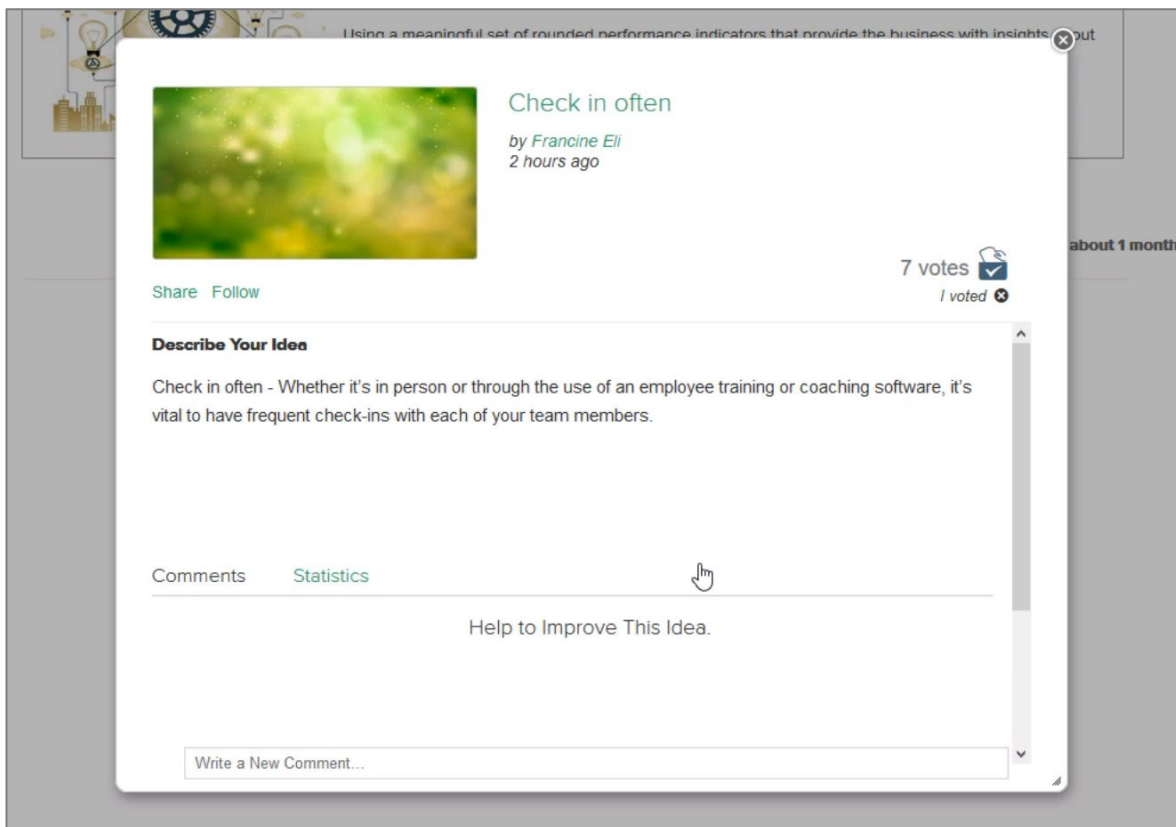 Using a meaningful set of rounded performance indicators that provide the business with insights
Check in often
by Francine Eli
2 hours ago
about 1 month
7 votes
Share Follow
I voted
Describe Your Idea
Check in often - Whether it's in person or through the use of an employee training or coaching software, it's
vital to have frequent check-ins with each of your team members.
Comments Statistics
Help to Improve This Idea.
Write a New Comment...